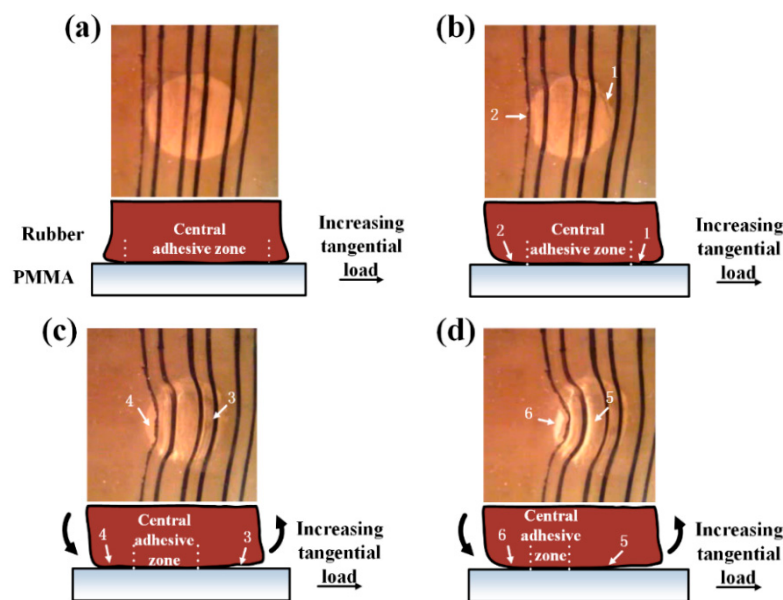 (a)
(b)
1
2
Rubber
Central
adhesive zone
PMMA
Increasing
tangential
load
2
Central
adhesive zone
1
Increasing
tangential
load
(c)
(d)
4
3
6
5
4
Central
adhesive
zone
3
Increasing
tangential
load
6
Central
adhesive
zone
5
Increasing
tangential
load